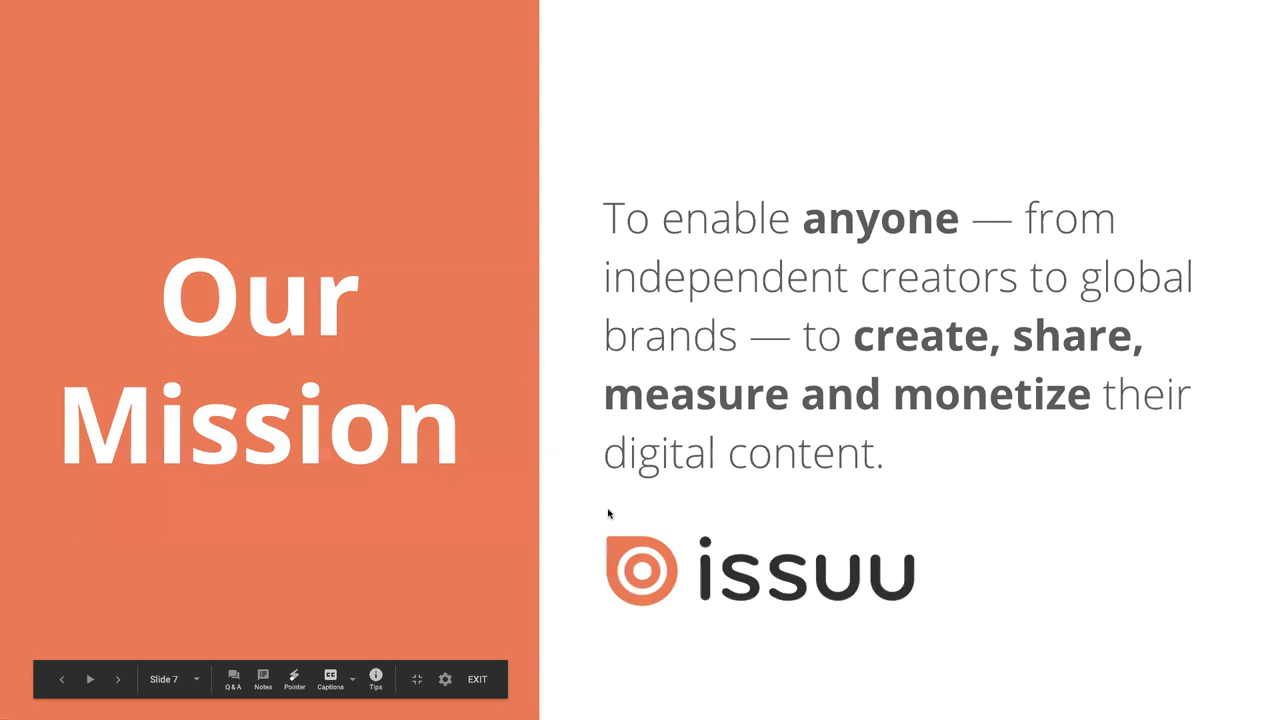 Our
Mission
To enable anyone — from
independent creators to global
brands — to create, share,
measure and monetize their
digital content.
issuu
Slide 7
Q&A
Notes
Pointer
CC
Captions
Tips
EXIT